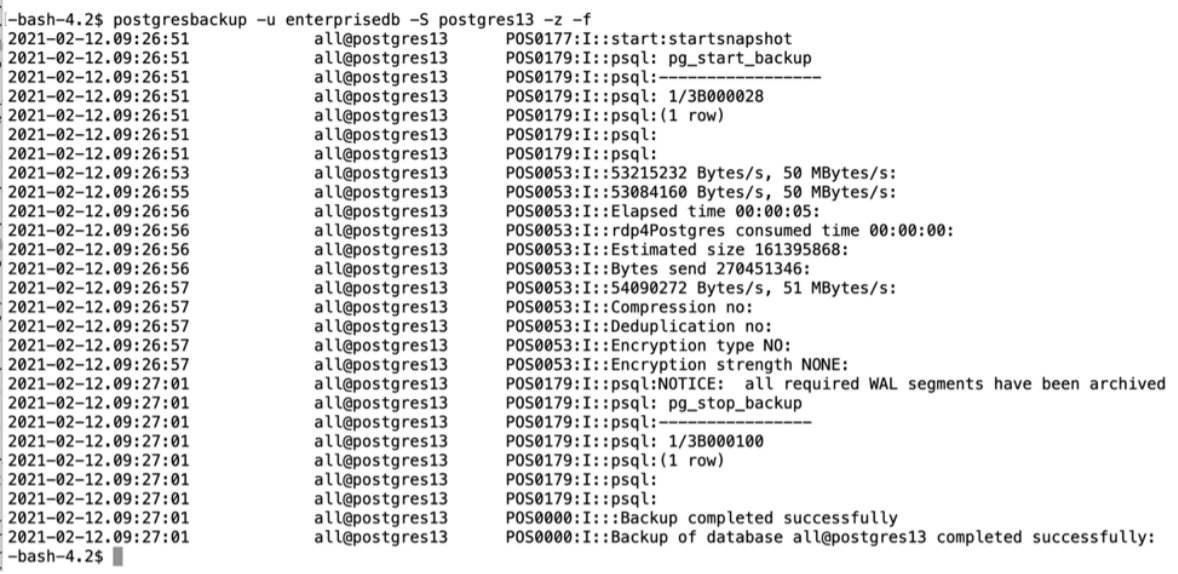 -bash-4.2$ postgresbackup -u enterprisedb -S postgres13 -z -f
2021-02-12.09:26:51 all@postgres13 POS0177:I::start:startsnapshot
2021-02-12.09:26:51 all@postgres13 POS0179:I::psql: pg_start_backup
2021-02-12.09:26:51 all@postgres13 POS0179:I::psql:-----------------
2021-02-12.09:26:51 all@postgres13 POS0179:I::psql: 1/3B000028
2021-02-12.09:26:51 all@postgres13 POS0179:I::psql:(1 row)
2021-02-12.09:26:51 all@postgres13 POS0179:I::psql:
2021-02-12.09:26:51 all@postgres13 POS0179:I::psql:
2021-02-12.09:26:53 all@postgres13 POS0053:I::53215232 Bytes/s, 50 MBytes/s:
2021-02-12.09:26:55 all@postgres13 POS0053:I::53084160 Bytes/s, 50 MBytes/s:
2021-02-12.09:26:56 all@postgres13 POS0053:I::Elapsed time 00:00:05:
2021-02-12.09:26:56 all@postgres13 POS0053:I::rdp4Postgres consumed time 00:00:00:
2021-02-12.09:26:56 all@postgres13 POS0053:I::Estimated size 161395868:
2021-02-12.09:26:56 all@postgres13 POS0053:I::Bytes send 270451346:
2021-02-12.09:26:57 all@postgres13 POS0053:I::54090272 Bytes/s, 51 MBytes/s:
2021-02-12.09:26:57 all@postgres13 POS0053:I::Compression no:
2021-02-12.09:26:57 all@postgres13 POS0053:I::Deduplication no:
2021-02-12.09:26:57 all@postgres13 POS0053:I::Encryption type NO:
2021-02-12.09:26:57 all@postgres13 POS0053:I::Encryption strength NONE:
2021-02-12.09:27:01 all@postgres13 POS0179:I::psql:NOTICE:  all required WAL segments have been archived
2021-02-12.09:27:01 all@postgres13 POS0179:I::psql: pg_stop_backup
2021-02-12.09:27:01 all@postgres13 POS0179:I::psql:----------------
2021-02-12.09:27:01 all@postgres13 POS0179:I::psql: 1/3B000100
2021-02-12.09:27:01 all@postgres13 POS0179:I::psql:(1 row)
2021-02-12.09:27:01 all@postgres13 POS0179:I::psql:
2021-02-12.09:27:01 all@postgres13 POS0179:I::psql:
2021-02-12.09:27:01 all@postgres13 POS0000:I:::Backup completed successfully
2021-02-12.09:27:01 all@postgres13 POS0000:I::Backup of database all@postgres13 completed successfully:
-bash-4.2$